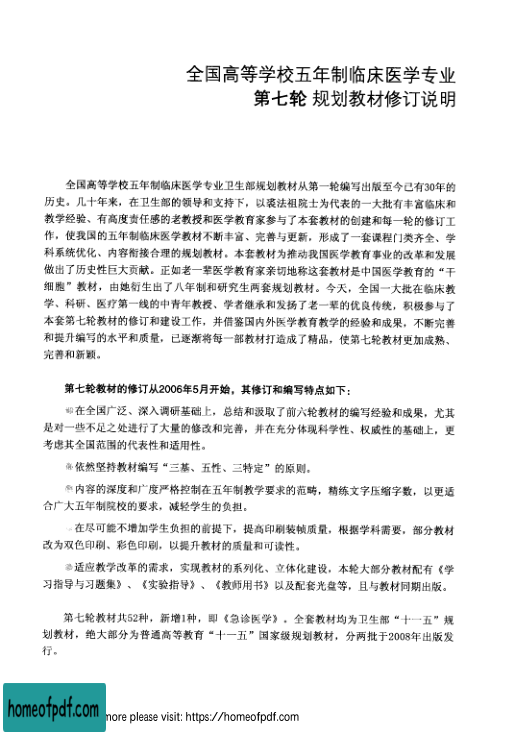 全国高等学校五年制临床医学专业
第七轮 规划教材修订说明
全国高等学校五年制临床医学专业卫生部规划教材从第一轮编写出版至今已有30年的
历史。几十年来，在卫生部的领导和支持下，以裘法祖院士为代表的一大批有丰富临床和
教学经验、有高度责任感的老教授和医学教育家参与了本套教材的创建和每一轮的修订工
作，使我国的五年制临床医学教材不断丰富、完善与更新，形成了一套课程门类齐全、学
科系统优化、内容衔接合理的规划教材。本套教材为推动我国医学教育事业的改革和发展
做出了历史性巨大贡献。正如老一辈医学教育家亲切地称这套教材是中国医学教育的“干
细胞”教材，由她衍生出了八年制和研究生两套规划教材。今天，全国一大批在临床教
学、科研、医疗第一线的中青年教授、学者继承和发扬了老一辈的优良传统，积极参与了
本套第七轮教材的修订和建设工作，并借鉴国内外医学教育教学的经验和成果，不断完善
和提升编写的水平和质量，已逐渐将每一部教材打造成了精品，使第七轮教材更加成熟、
完善和新颖。
第七轮教材的修订从2006年5月开始，其修订和编写特点如下：
在全国广泛、深入调研基础上，总结和汲取了前六轮教材的编写经验和成果，尤其
是对一些不足之处进行了大量的修改和完善，并在充分体现科学性、权威性的基础上，更
考虑其全国范围的代表性和适用性。
依然坚持教材编写“三基、五性、三特定”的原则。
内容的深度和广度严格控制在五年制教学要求的范畴，精练文字压缩字数，以更适
合广大五年制院校的要求，减轻学生的负担。
在尽可能不增加学生负担的前提下，提高印刷装帧质量，根据学科需要，部分教材
改为双色印刷、彩色印刷，以提升教材的质量和可读性。
适应教学改革的需求，实现教材的系列化、立体化建设，本轮大部分教材配有《学
习指导与习题集》、《实验指导》、《教师用书》以及配套光盘等，且与教材同期出版。
第七轮教材共52种，新增1种，即《急诊医学》。全套教材均为卫生部“十一五”规
划教材，绝大部分为普通高等教育“十一五”国家级规划教材，分两批于2008年出版发
行。
homeofpdf.com
more please visit: https://homeofpdf.com